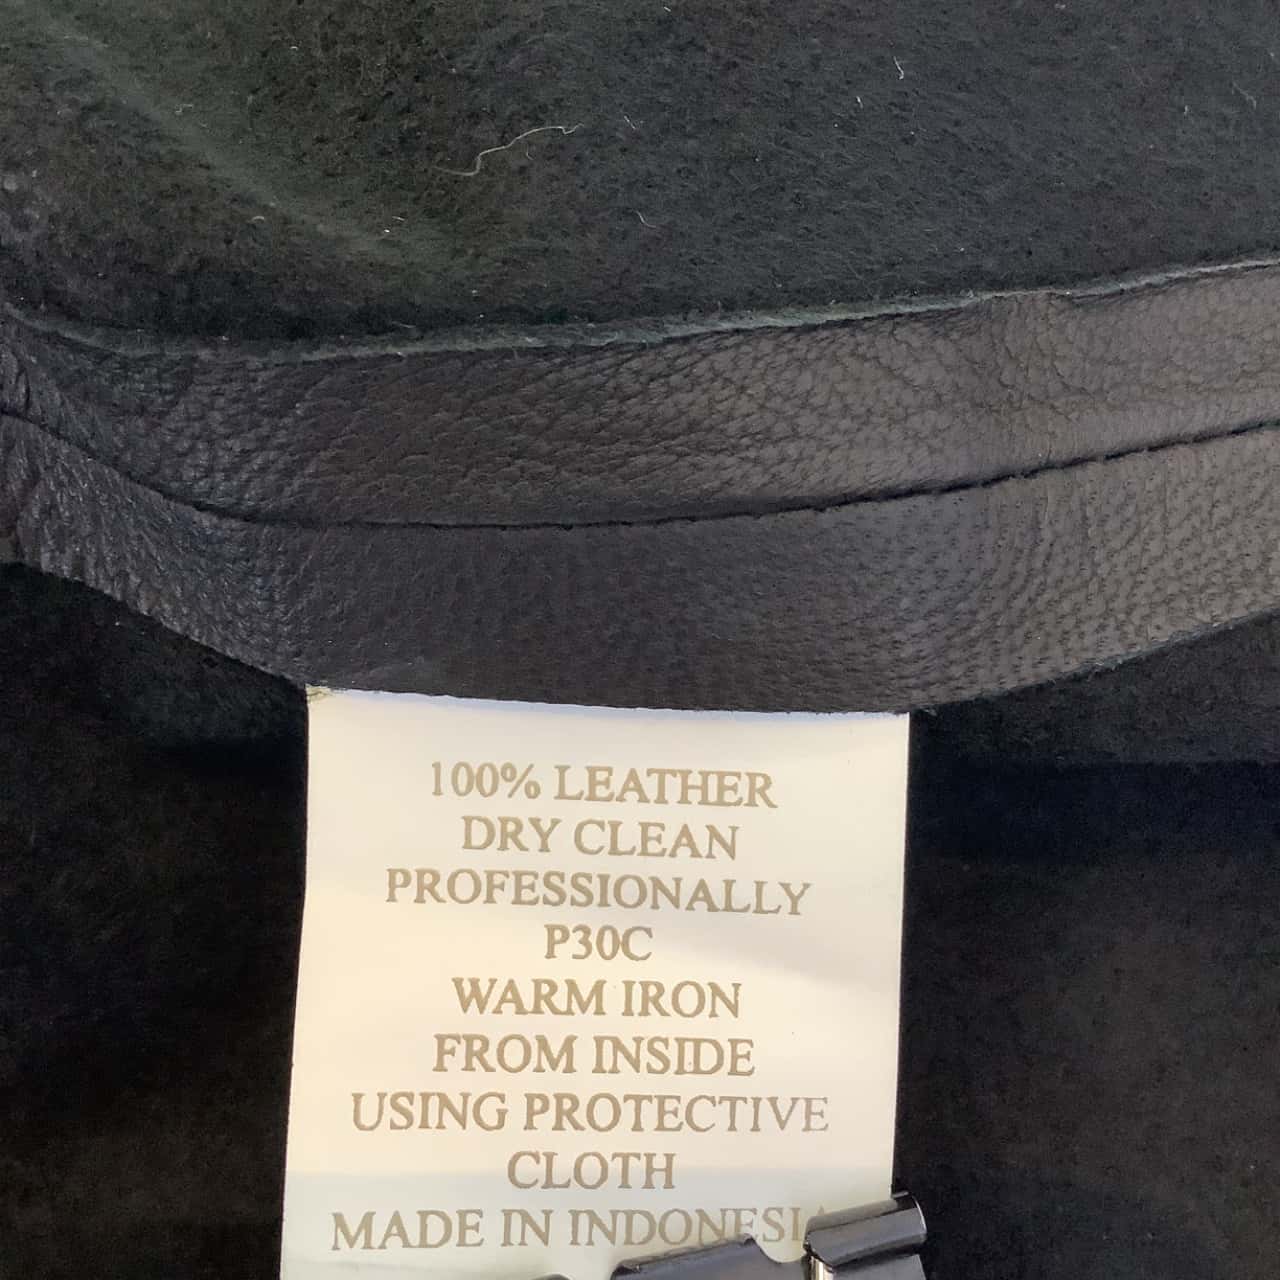 100% LEATHER
DRY CLEAN
PROFESSIONALLY
P30C
WARM IRON
FROM INSIDE
USING PROTECTIVE
CLOTH
MADE IN INDONESIA